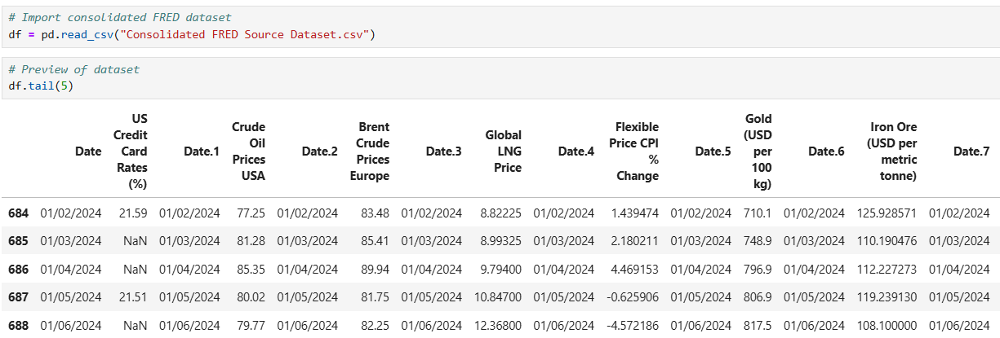 # Import consolidated FRED dataset
df = pd.read_csv("Consolidated FRED Source Dataset.csv")
# Preview of dataset
df.tail(5)
Date US Credit Card Rates (%) Date.1 Crude Oil Prices USA Date.2 Brent Crude Prices Europe Date.3 Global LNG Price Date.4 Flexible Price CPI % Change Date.5 Gold (USD per 100 kg) Date.6 Iron Ore (USD per metric tonne) Date.7
684 01/02/2024 21.59 01/02/2024 77.25 01/02/2024 83.48 01/02/2024 8.82225 01/02/2024 1.439474 01/02/2024 710.1 01/02/2024 125.928571 01/02/2024
685 01/03/2024 NaN 01/03/2024 81.28 01/03/2024 85.41 01/03/2024 8.99325 01/03/2024 2.180211 01/03/2024 748.9 01/03/2024 110.190476 01/03/2024
686 01/04/2024 NaN 01/04/2024 85.35 01/04/2024 89.94 01/04/2024 9.79400 01/04/2024 4.469153 01/04/2024 796.9 01/04/2024 112.227273 01/04/2024
687 01/05/2024 21.51 01/05/2024 80.02 01/05/2024 81.75 01/05/2024 10.84700 01/05/2024 -0.625906 01/05/2024 806.9 01/05/2024 119.239130 01/05/2024
688 01/06/2024 NaN 01/06/2024 79.77 01/06/2024 82.25 01/06/2024 12.36800 01/06/2024 -4.572186 01/06/2024 817.5 01/06/2024 108.100000 01/06/2024